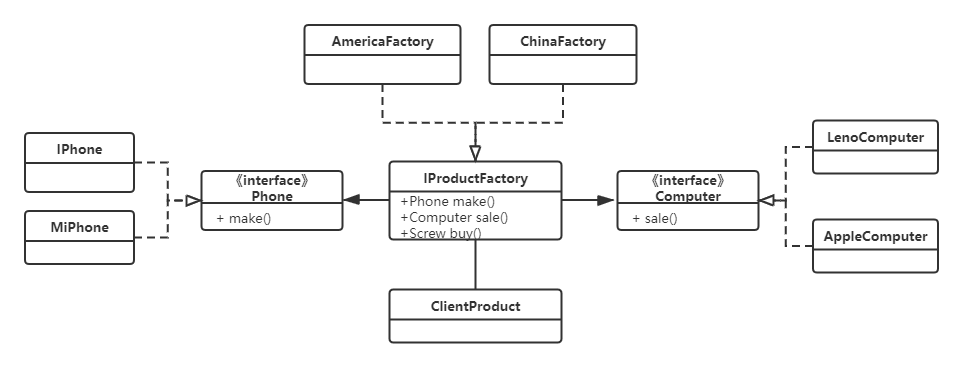 AmericaFactory
ChinaFactory
IPhone
MiPhone
《interface》
Phone
+ make()
IProductFactory
+Phone make()
+Computer sale()
+Screw buy()
《interface》
Computer
+ sale()
LenoComputer
AppleComputer
ClientProduct